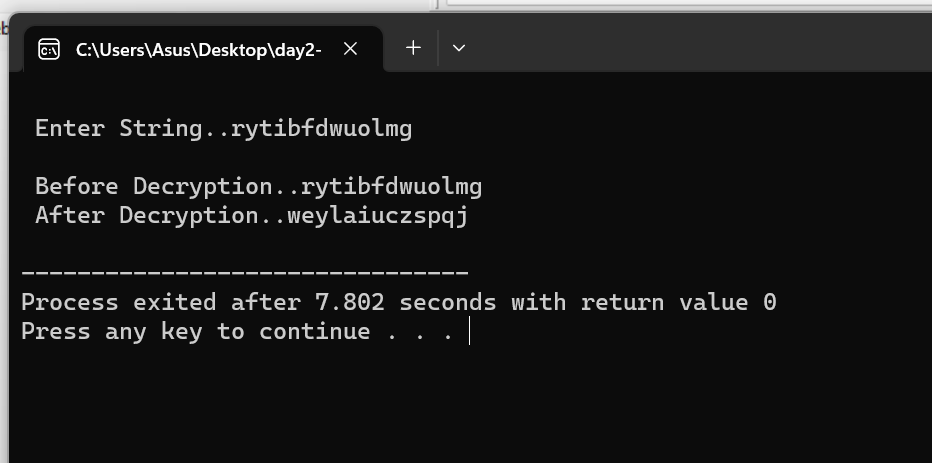 C:\Users\Asus\Desktop\day2-
Enter String..rytibfdwuolmg
Before Decryption..rytibfdwuolmg
After Decryption..weylaiuczspqj
--------------------------------
Process exited after 7.802 seconds with return value 0
Press any key to continue . . .